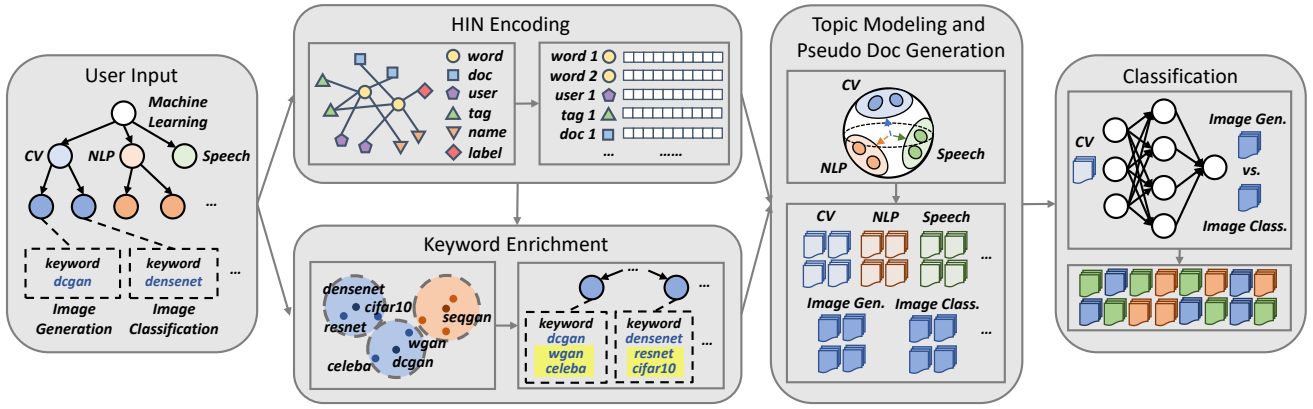 User Input
Machine
Learning
CV
NLP
Speech
...
keyword
dcgan
keyword
densenet
...
Image
Generation
Image
Classification
HIN Encoding
word
doc
user
tag
name
label
word 1
word 2
user 1
tag 1
doc 1
...
......
Keyword Enrichment
densenet
cifar10
resnet
seqgan
wgan
dcgan
celeba
...
...
keyword
dcgan
wgan
celeba
keyword
densenet
resnet
cifar10
...
Topic Modeling and
Pseudo Doc Generation
CV
NLP
Speech
CV
NLP
Speech
...
Image Gen.
Image Class.
...
Classification
CV
Image Gen.
vs.
Image Class.